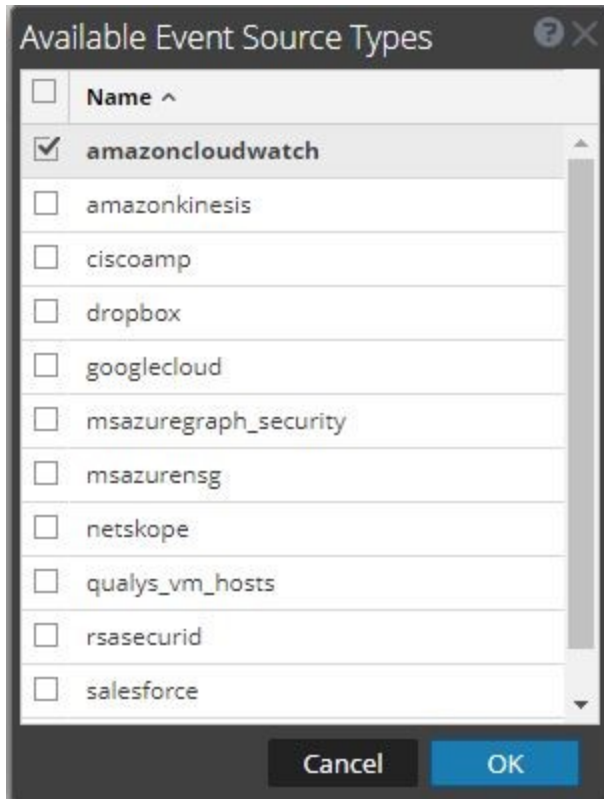 Available Event Source Types
Name
amazoncloudwatch
amazonkinesis
ciscoamp
dropbox
googlecloud
msazuregraph_security
msazurensg
netskope
qualys_vm_hosts
rsasecurid
salesforce
Cancel OK